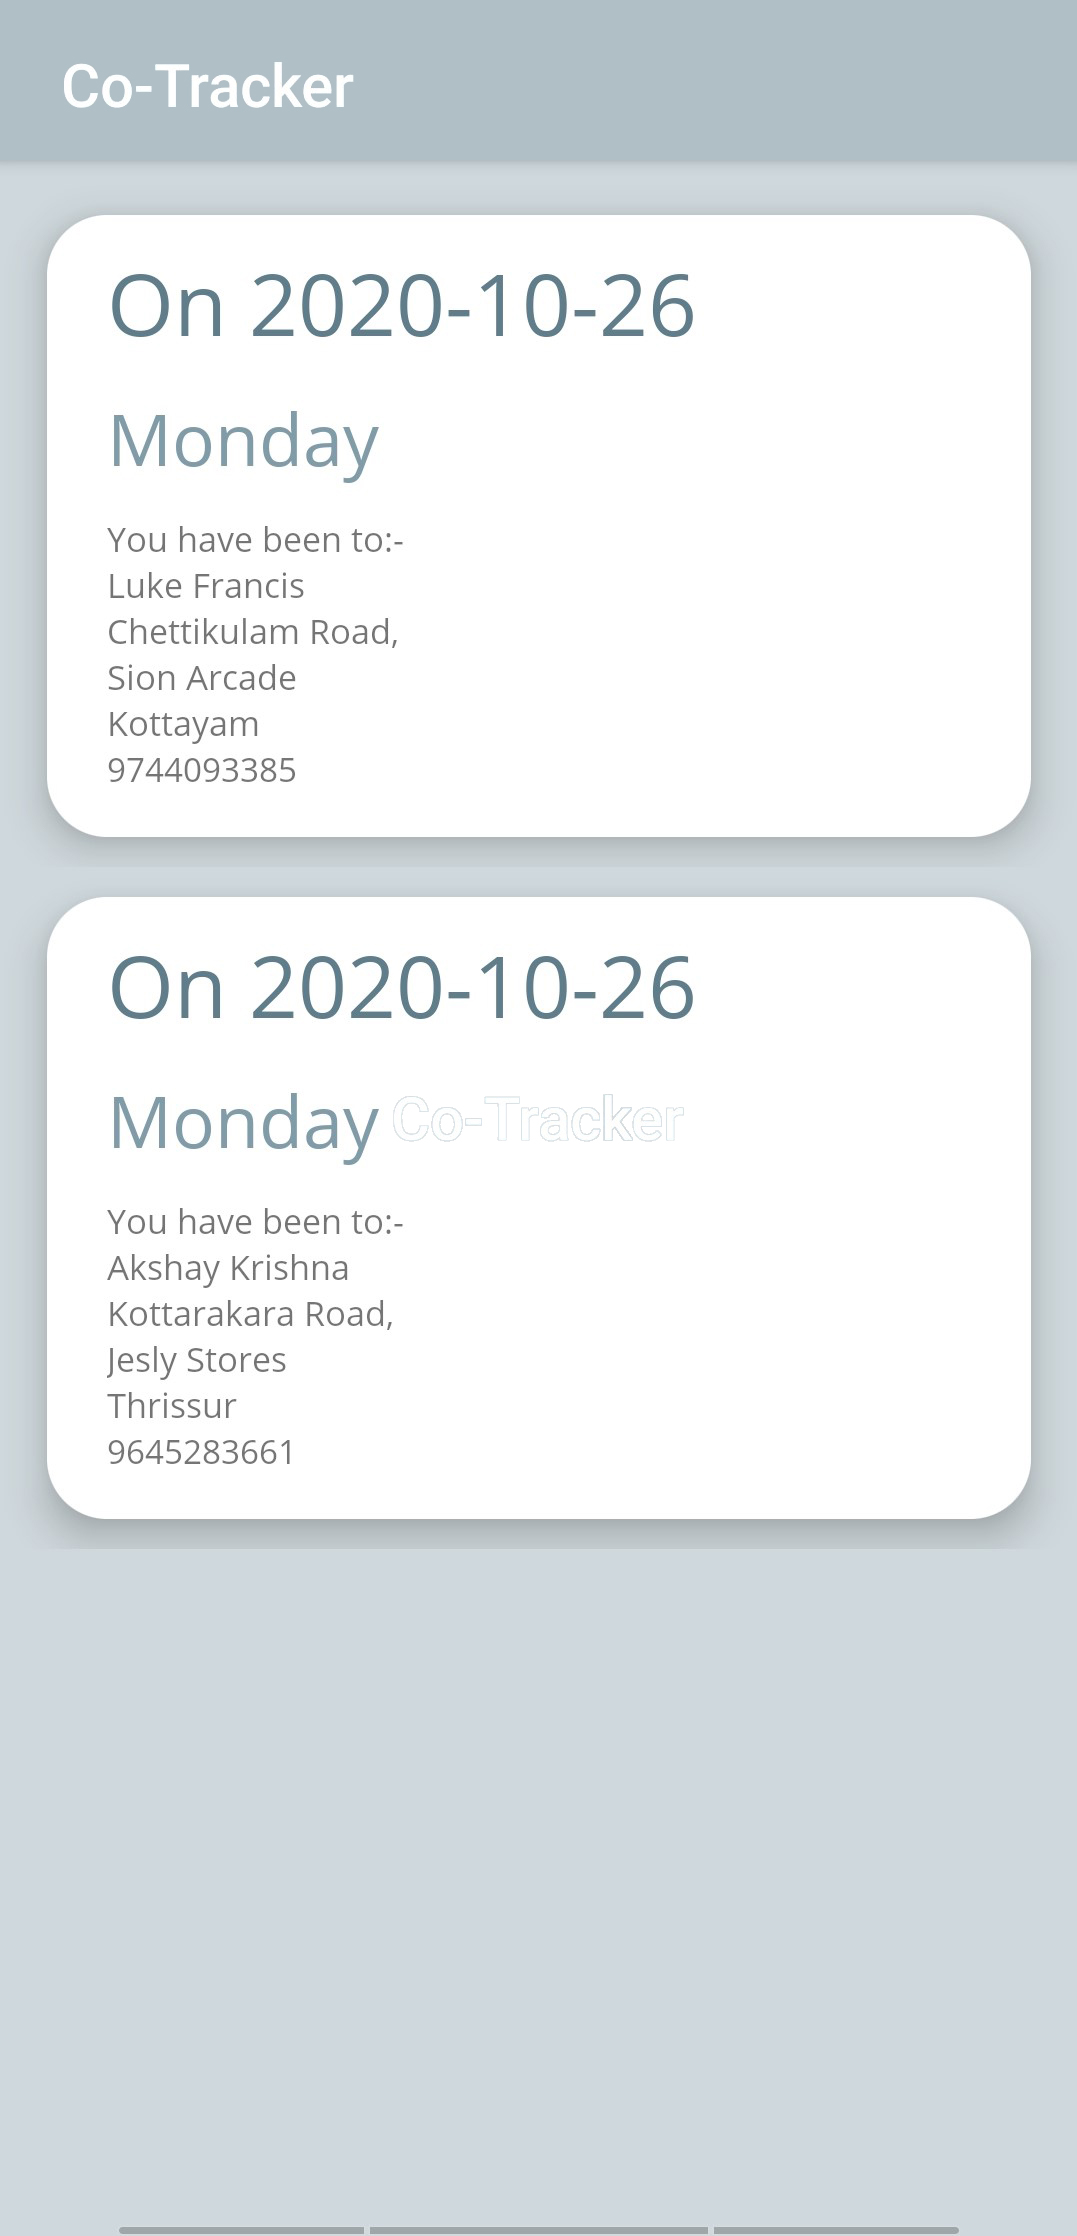 Co-Tracker
On 2020-10-26
Monday
You have been to:-
Luke Francis
Chettikulam Road,
Sion Arcade
Kottayam
9744093385
On 2020-10-26
Monday Co-Tracker
You have been to:-
Akshay Krishna
Kottarakara Road,
Jesly Stores
Thrissur
9645283661